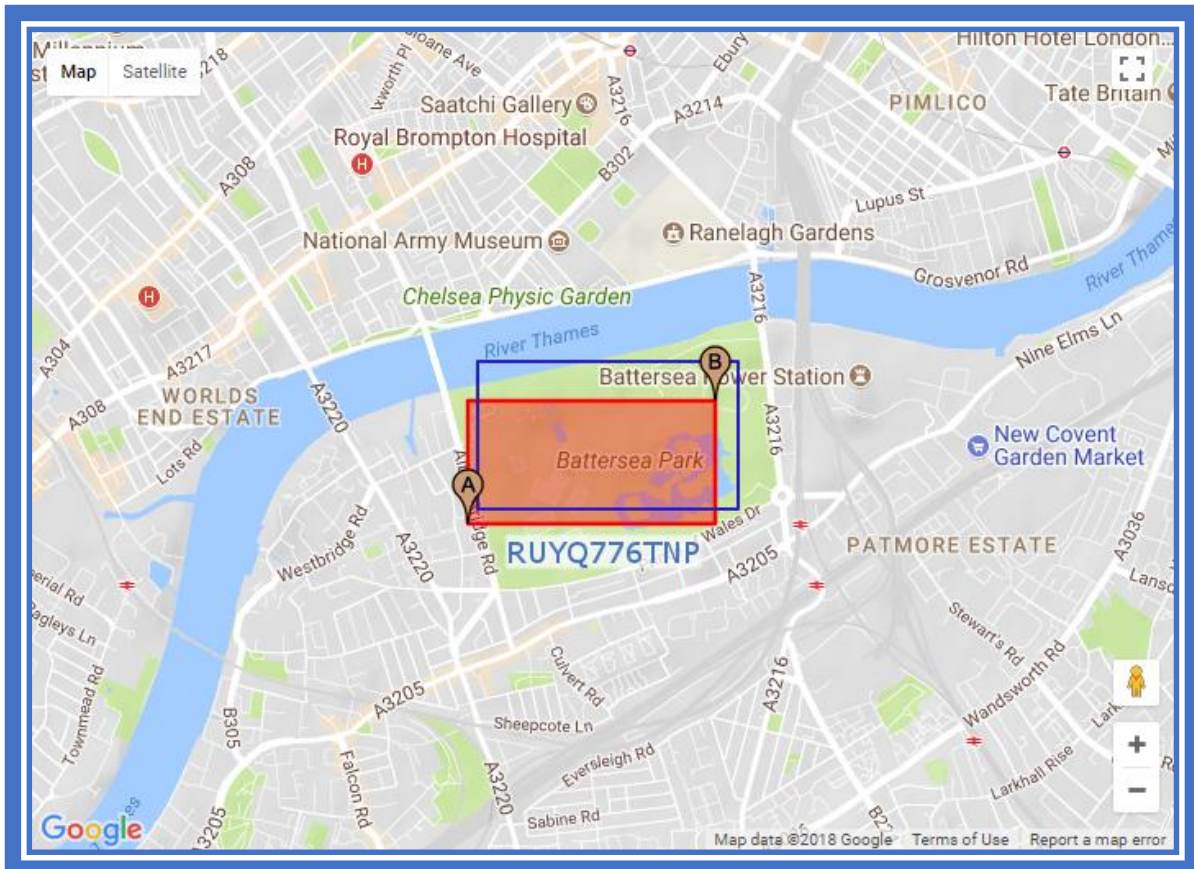 Millennium
Hilton Hotel London...
Map
Satellite
3218
Sloane Ave
Ixworth Pl
Ebury
A3216
A3214
Saatchi Gallery
PIMLICO
Tate Britain
Royal Brompton Hospital
H
B302
A308
Lupus St
National Army Museum
Ranelagh Gardens
Grosvenor Rd
River Thames
H
Chelsea Physic Garden
A3216
River Thames
A304
A3217
Nine Elms Ln
B
Battersea Power Station
WORLDS
END ESTATE
A308
A3220
A3216
Lots Rd
New Covent
Garden Market
Battersea Park
A
A3036
Westbridge Rd
Wales Dr
RUYQ776TNP
PATMORE ESTATE
A3220
A3205
Stewart's Rd
Wandsworth Rd
Townmead Rd
Culvert Rd
A3216
A3205
B305
Sheepcote Ln
Eversleigh Rd
Falcon Rd
A3220
Larkhall Rise
Sabine Rd
A3205
Google
Map data ©2018 Google
Terms of Use
Report a map error